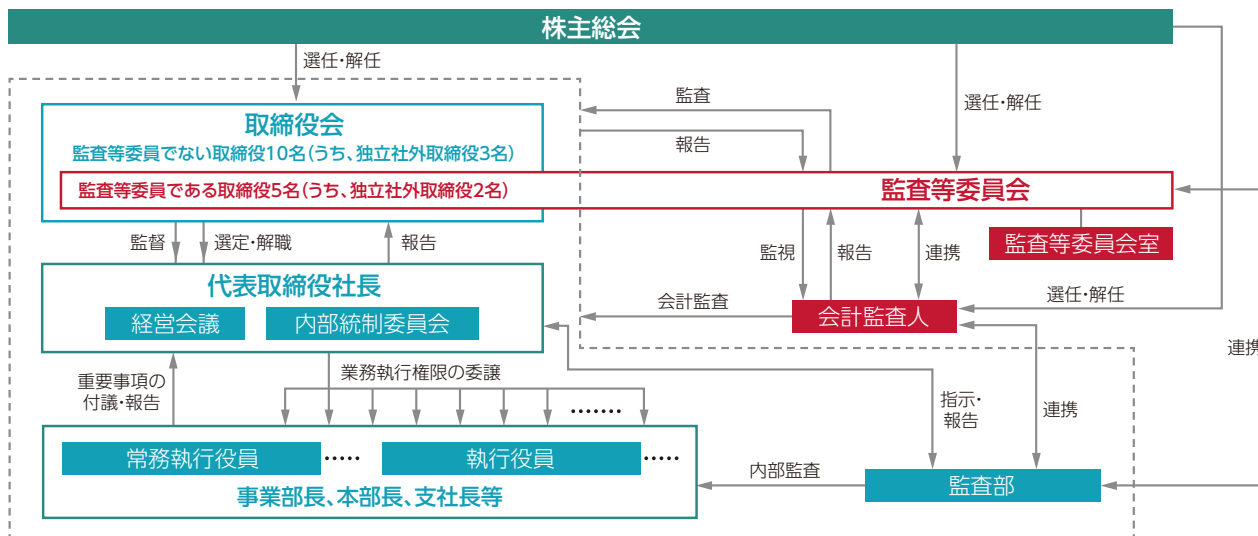 株主総会
選任・解任
監査
選任・解任
取締役会
監査等委員でない取締役10名(うち、独立社外取締役3名)
報告
監査等委員である取締役5名(うち、独立社外取締役2名)
監査等委員会
監督
選定・解職
報告
監視
報告
連携
監査等委員会室
代表取締役社長
経営会議
内部統制委員会
会計監査
会計監査人
選任・解任
連携
重要事項の
付議・報告
業務執行権限の委譲
・・・・・・・
指示・
報告
連携
常務執行役員
・・・・・
執行役員
・・・・・
事業部長、本部長、支社長等
内部監査
監査部